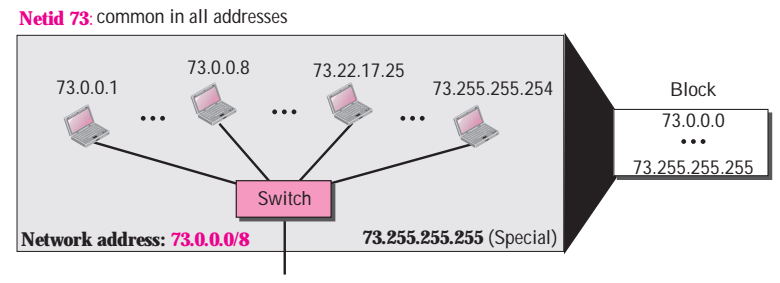 Netid 73: common in all addresses
73.0.0.1
73.0.0.8
73.22.17.25
73.255.255.254
•••
•••
•••
Switch
Network address: 73.0.0.0/8
73.255.255.255 (Special)
Block
73.0.0.0
•••
73.255.255.255